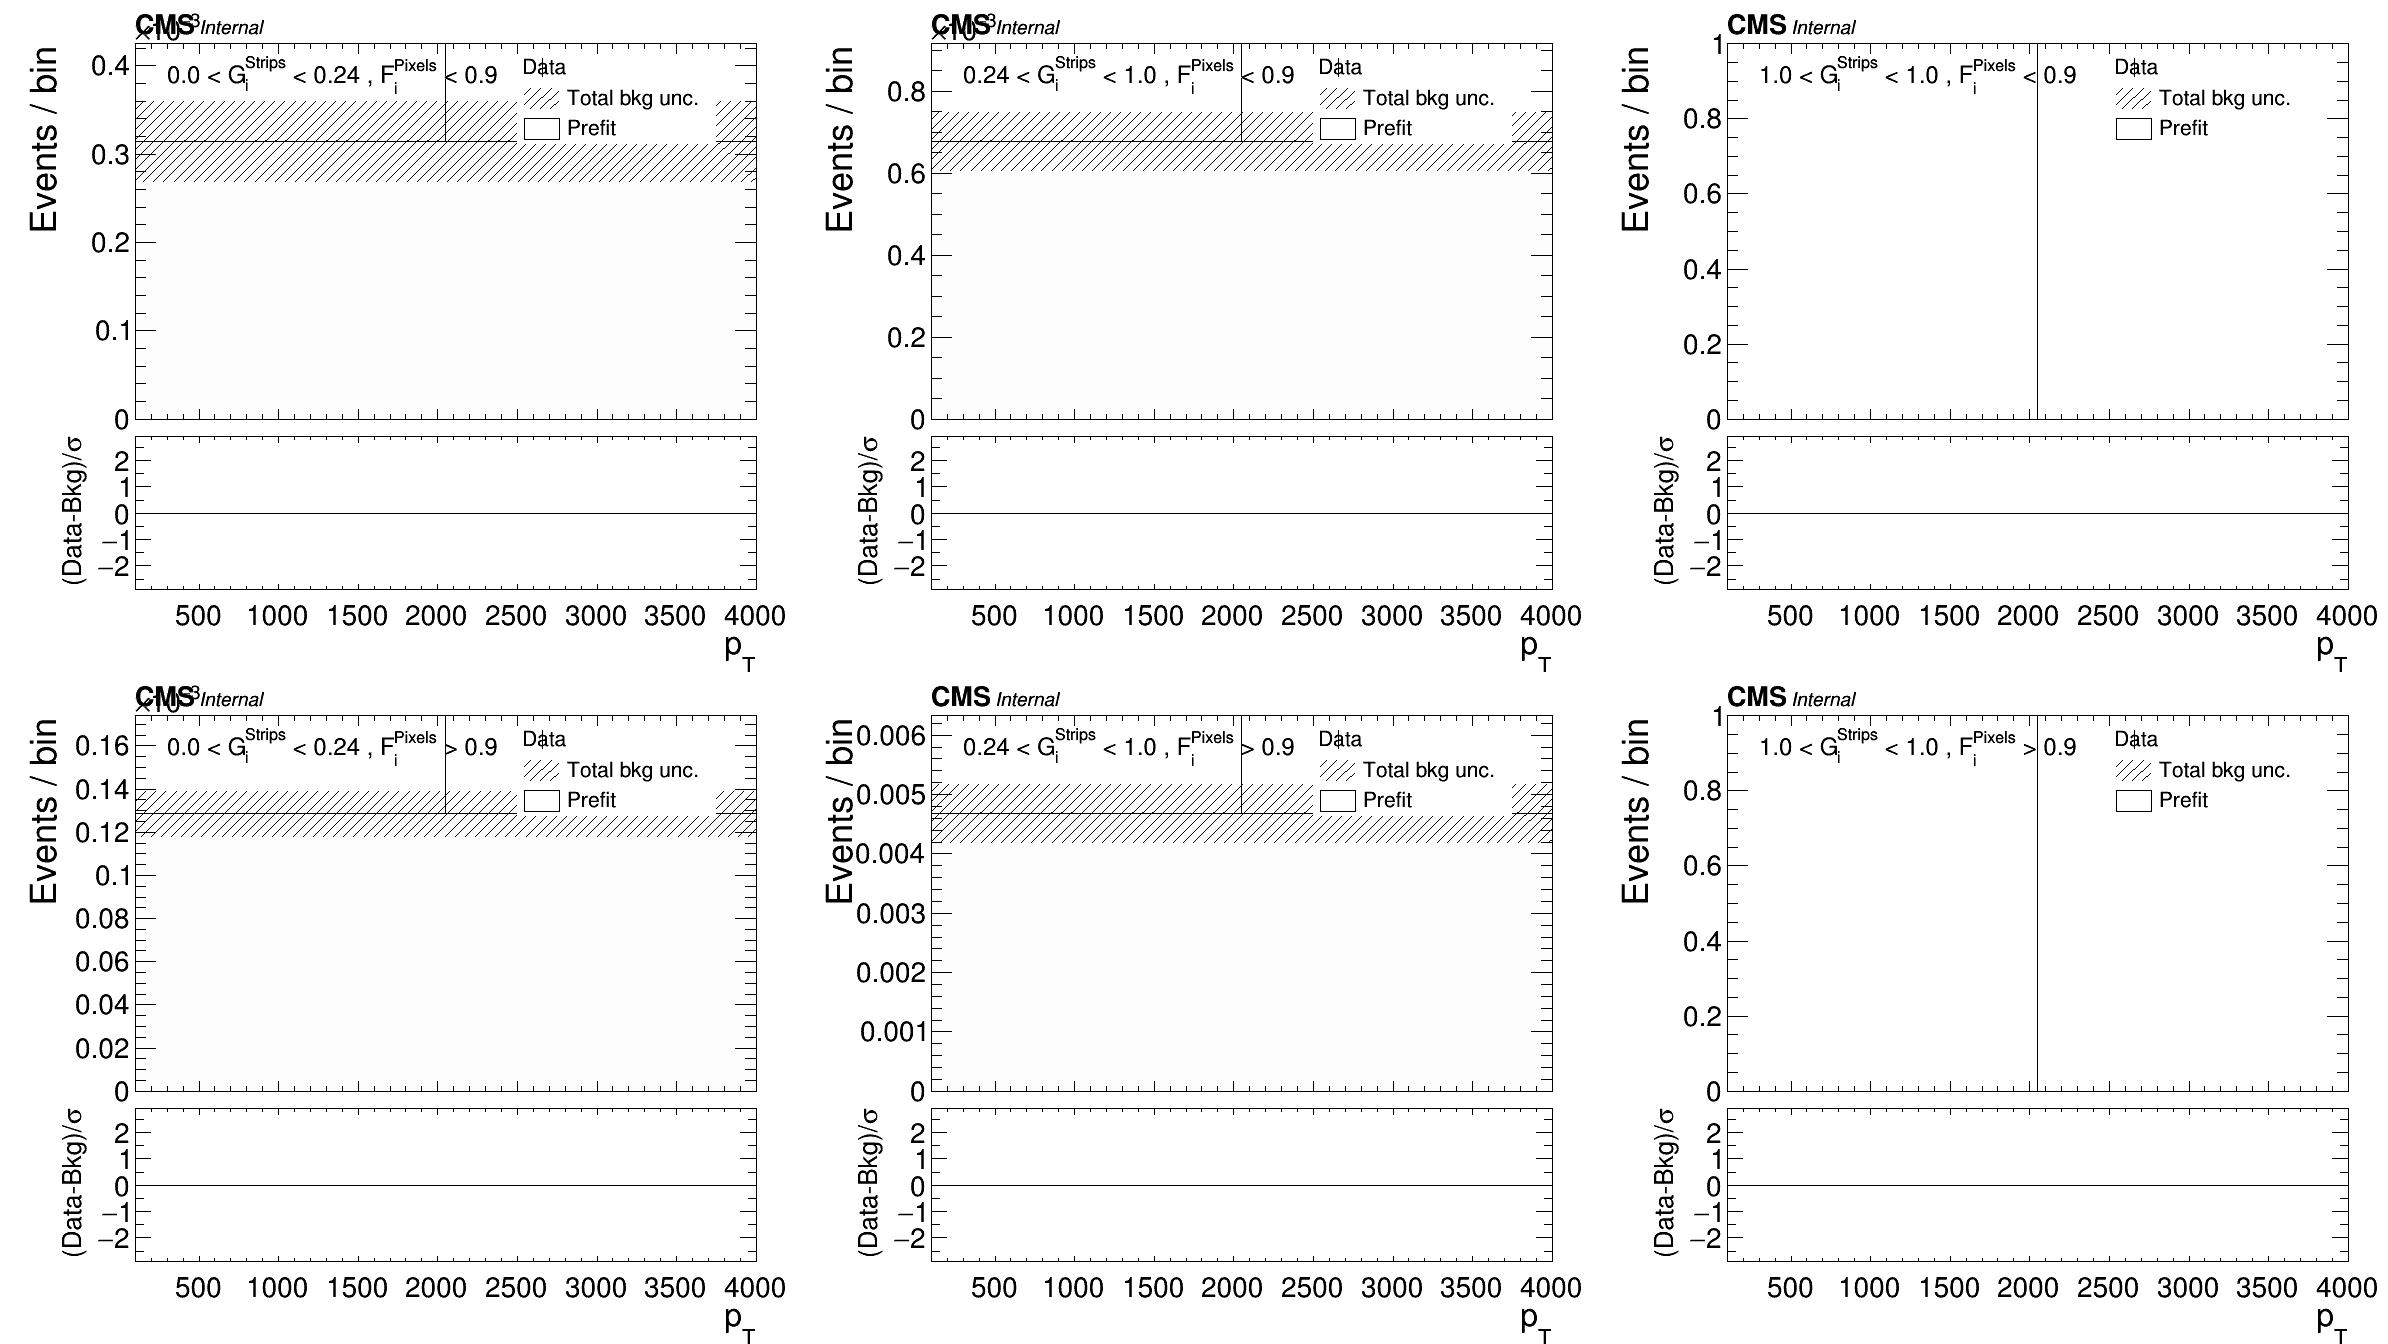 CMS Internal
×10⁻³
0.0 < G_i^Strips < 0.24 , F_i^Pixels < 0.9
Data
Total bkg unc.
Prefit
Events / bin
0.4
0.3
0.2
0.1
0
(Data-Bkg)/σ
2
1
0
−1
−2
500 1000 1500 2000 2500 3000 3500 4000
p_T
CMS Internal
×10⁻³
0.24 < G_i^Strips < 1.0 , F_i^Pixels < 0.9
Data
Total bkg unc.
Prefit
Events / bin
0.8
0.6
0.4
0.2
0
(Data-Bkg)/σ
2
1
0
−1
−2
500 1000 1500 2000 2500 3000 3500 4000
p_T
CMS Internal
1.0 < G_i^Strips < 1.0 , F_i^Pixels < 0.9
Data
Total bkg unc.
Prefit
Events / bin
1
0.8
0.6
0.4
0.2
0
(Data-Bkg)/σ
2
1
0
−1
−2
500 1000 1500 2000 2500 3000 3500 4000
p_T
CMS Internal
×10⁻³
0.0 < G_i^Strips < 0.24 , F_i^Pixels > 0.9
Data
Total bkg unc.
Prefit
Events / bin
0.16
0.14
0.12
0.1
0.08
0.06
0.04
0.02
0
(Data-Bkg)/σ
2
1
0
−1
−2
500 1000 1500 2000 2500 3000 3500 4000
p_T
CMS Internal
0.24 < G_i^Strips < 1.0 , F_i^Pixels > 0.9
Data
Total bkg unc.
Prefit
Events / bin
0.006
0.005
0.004
0.003
0.002
0.001
0
(Data-Bkg)/σ
2
1
0
−1
−2
500 1000 1500 2000 2500 3000 3500 4000
p_T
CMS Internal
1.0 < G_i^Strips < 1.0 , F_i^Pixels > 0.9
Data
Total bkg unc.
Prefit
Events / bin
1
0.8
0.6
0.4
0.2
0
(Data-Bkg)/σ
2
1
0
−1
−2
500 1000 1500 2000 2500 3000 3500 4000
p_T